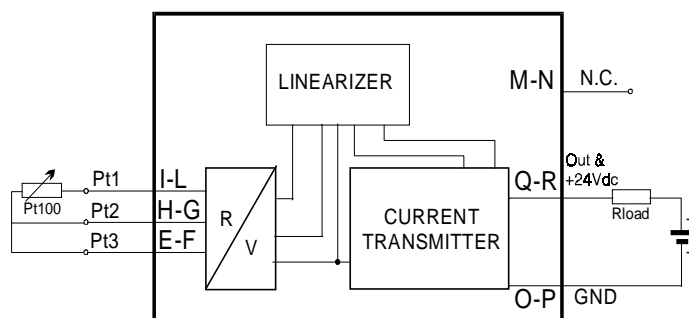 LINEARIZER
M-N N.C.
Pt1 I-L
Pt100
Pt2 H-G
Pt3 E-F
R
V
CURRENT
TRANSMITTER
Out &
+24Vdc
Q-R
Rload
O-P GND